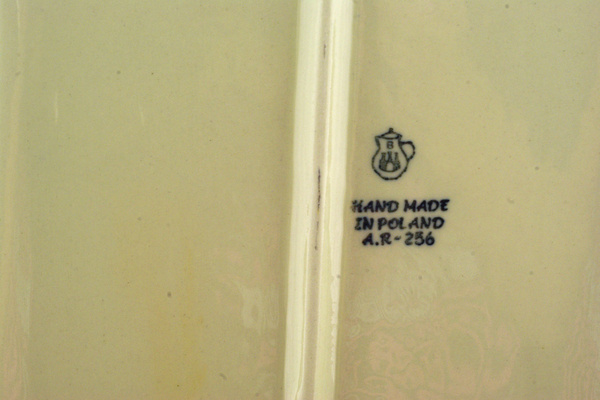 B
HAND MADE
IN POLAND
A.R-256